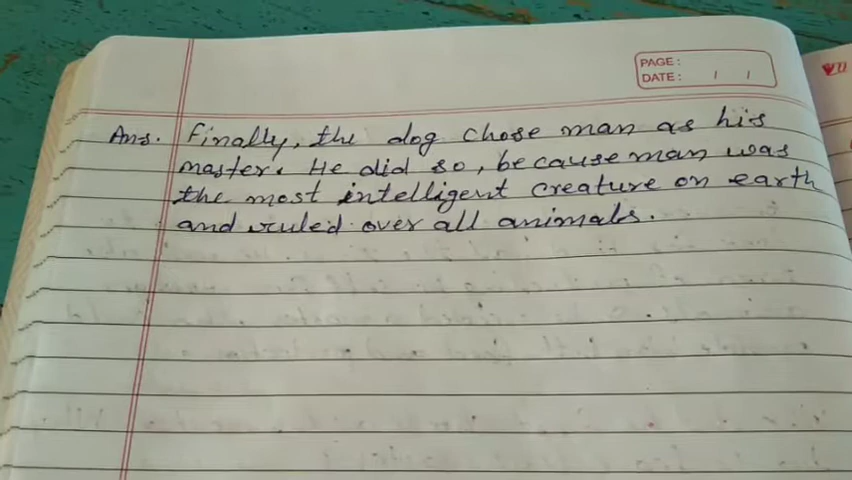 PAGE:
DATE: / /
Ans. Finally, the dog chose man as his
master. He did so, because man was
the most intelligent creature on earth
and ruled over all animals.